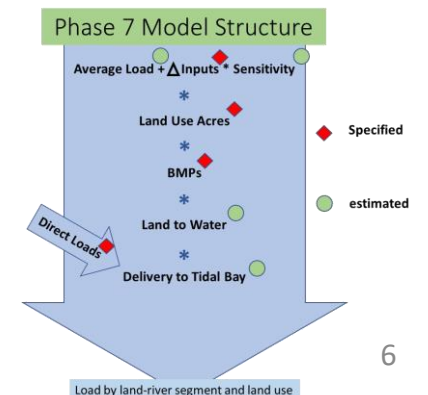 Phase 7 Model Structure
Average Load + Δ Inputs * Sensitivity
*
Land Use Acres
*
BMPs
*
Land to Water
*
Delivery to Tidal Bay
Direct Loads
Specified
estimated
6
Load by land-river segment and land use